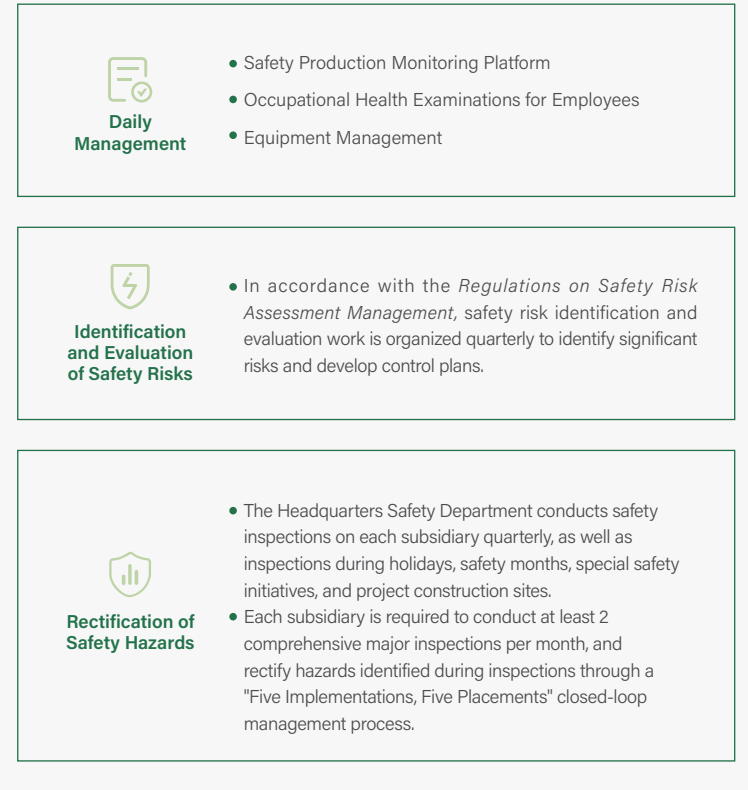 Daily
Management
Safety Production Monitoring Platform
Occupational Health Examinations for Employees
Equipment Management
Identification
and Evaluation
of Safety Risks
In accordance with the Regulations on Safety Risk
Assessment Management, safety risk identification and
evaluation work is organized quarterly to identify significant
risks and develop control plans.
Rectification of
Safety Hazards
The Headquarters Safety Department conducts safety
inspections on each subsidiary quarterly, as well as
inspections during holidays, safety months, special safety
initiatives, and project construction sites.
Each subsidiary is required to conduct at least 2
comprehensive major inspections per month, and
rectify hazards identified during inspections through a
"Five Implementations, Five Placements" closed-loop
management process.